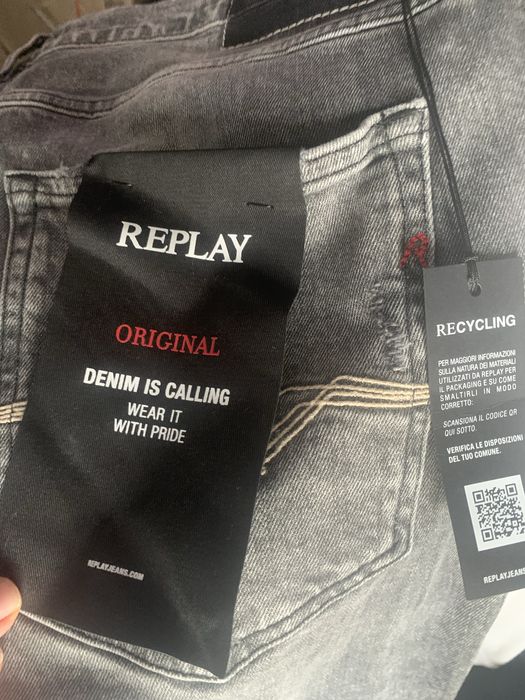 REPLAY
ORIGINAL
DENIM IS CALLING
WEAR IT
WITH PRIDE
REPLAYJEANS.COM
RECYCLING
PER MAGGIORI INFORMAZIONI
SULLA NATURA DEI MATERIALI
UTILIZZATI DA REPLAY PER
IL PACKAGING E SU COME
SMALTIRLI IN MODO
CORRETTO:
SCANSIONA IL CODICE QR
QUI SOTTO.
VERIFICA LE DISPOSIZIONI
DEL TUO COMUNE.
REPLAYJEANS